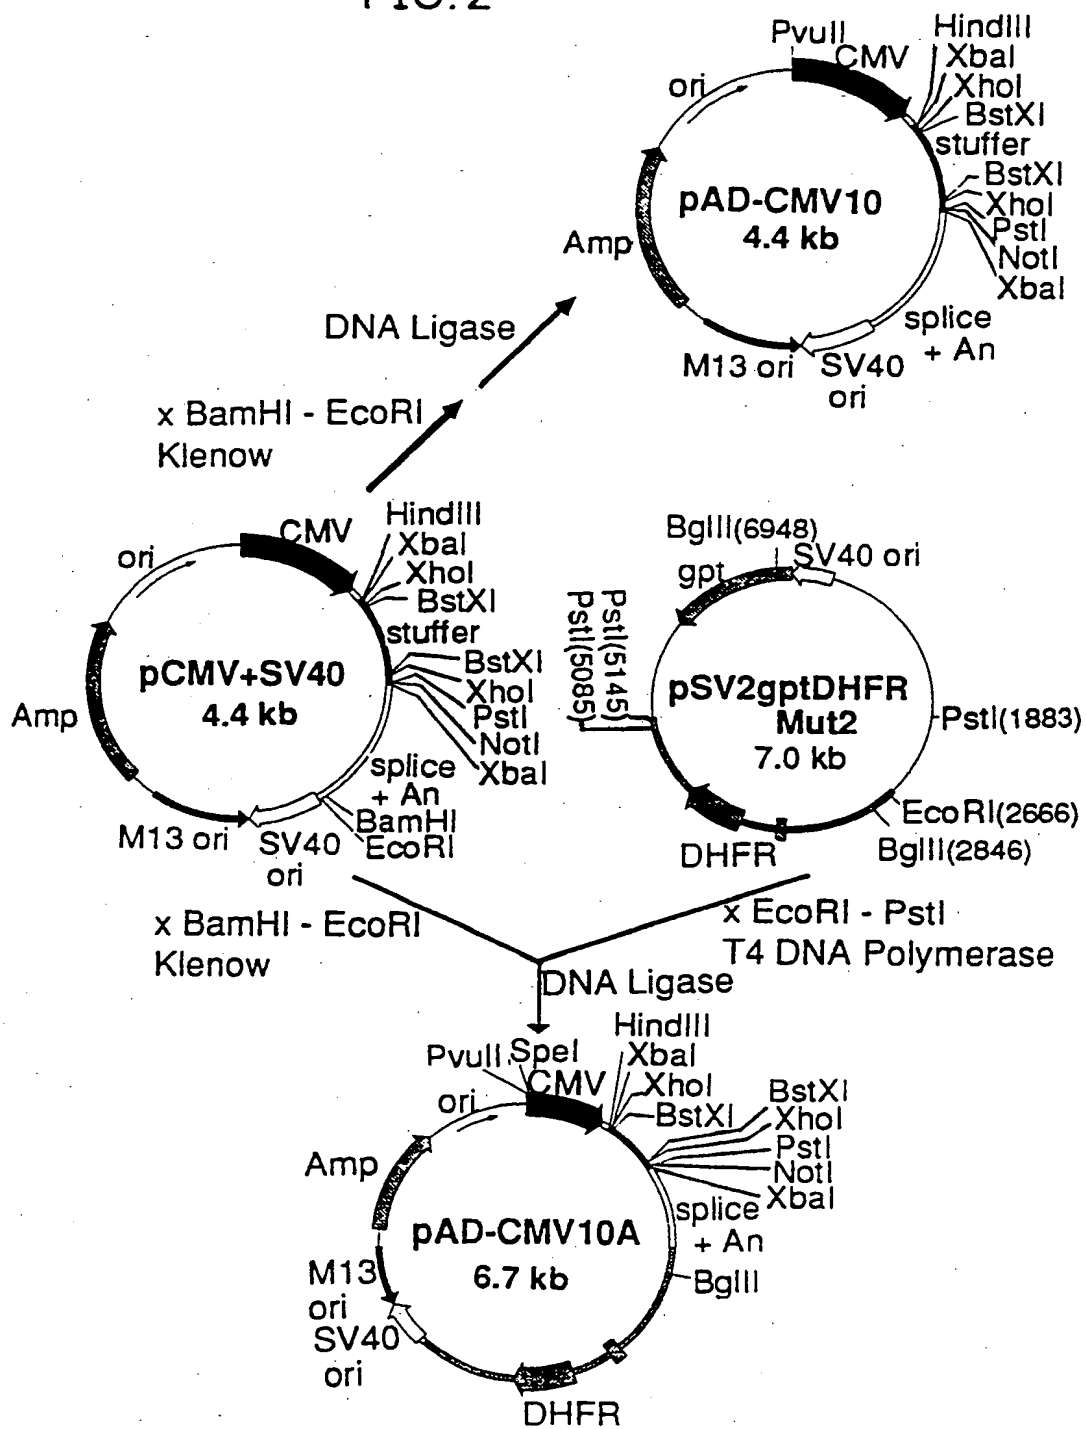 FIG.2
PvuII
CMV
HindIII
XbaI
XhoI
BstXI
stuffer
BstXI
XhoI
PstI
NotI
XbaI
ori
pAD-CMV10
4.4 kb
Amp
splice
+ An
M13 ori
SV40
ori
DNA Ligase
x BamHI - EcoRI
Klenow
CMV
HindIII
XbaI
XhoI
BstXI
stuffer
BstXI
XhoI
PstI
NotI
XbaI
ori
pCMV+SV40
4.4 kb
Amp
splice
+ An
BamHI
EcoRI
M13 ori
SV40
ori
BglII(6948)
SV40 ori
gpt
PstI(5145)
PstI(5085)
pSV2gptDHFR
Mut2
7.0 kb
PstI(1883)
EcoRI(2666)
BglII(2846)
DHFR
x BamHI - EcoRI
Klenow
x EcoRI - PstI
T4 DNA Polymerase
DNA Ligase
PvuII
SpeI
CMV
HindIII
XbaI
XhoI
BstXI
BstXI
XhoI
PstI
NotI
XbaI
ori
Amp
pAD-CMV10A
6.7 kb
splice
+ An
BglII
M13
ori
SV40
ori
DHFR